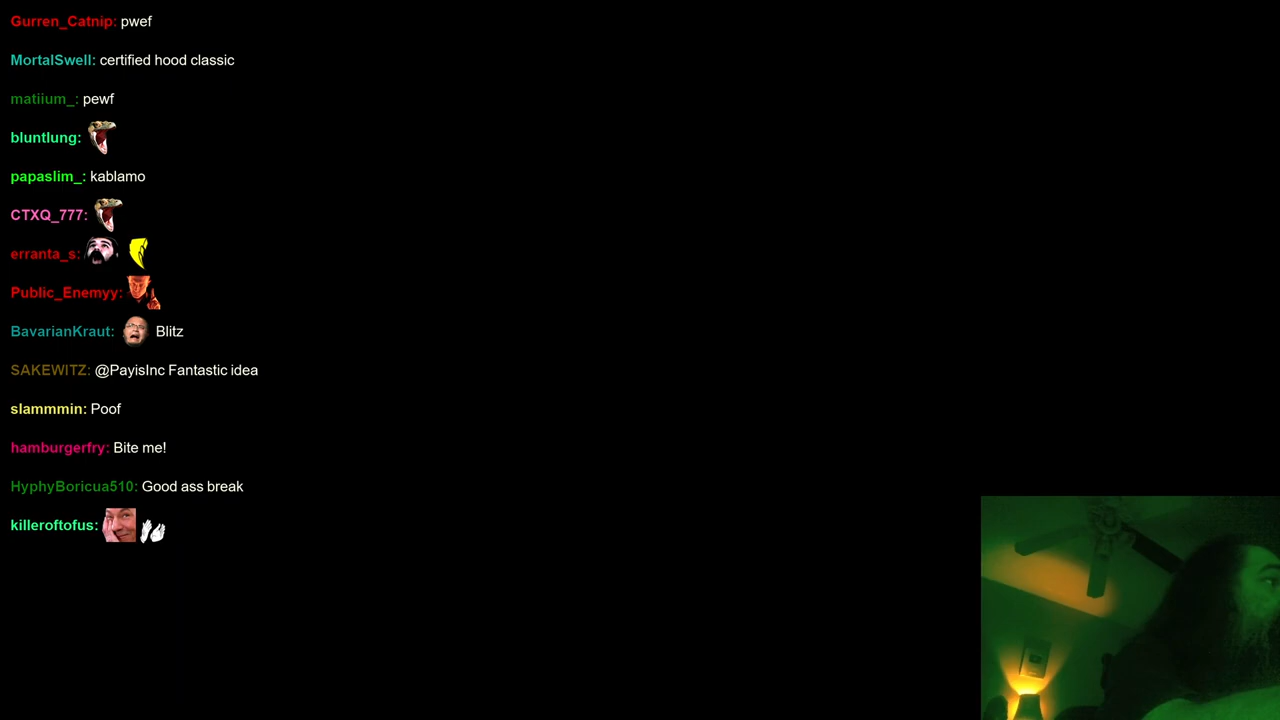 Gurren_Catnip: pwef
MortalSwell: certified hood classic
matiium_: pewf
bluntlung:
papaslim_: kablamo
CTXQ_777:
erranta_s:
Public_Enemyy:
BavarianKraut: Blitz
SAKEWITZ: @PayisInc Fantastic idea
slammmin: Poof
hamburgerfry: Bite me!
HyphyBoricua510: Good ass break
killeroftofus: